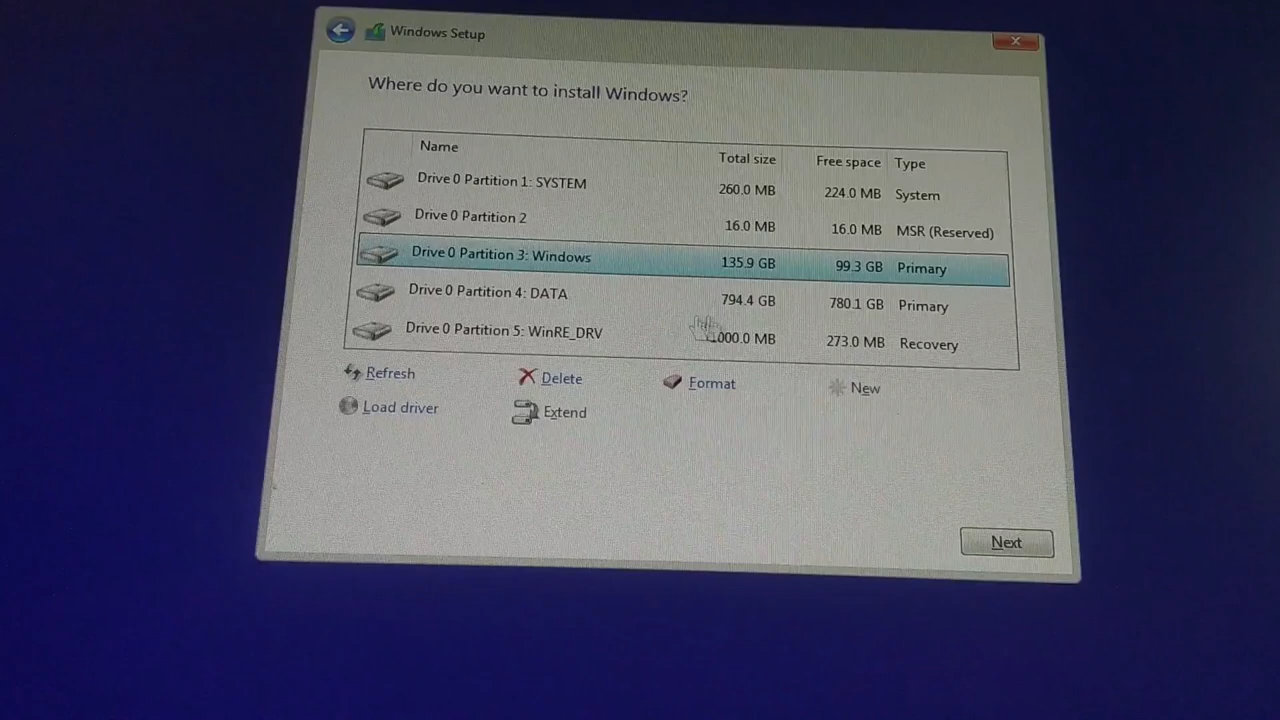 Windows Setup
Where do you want to install Windows?
Name Total size Free space Type
Drive 0 Partition 1: SYSTEM 260.0 MB 224.0 MB System
Drive 0 Partition 2 16.0 MB 16.0 MB MSR (Reserved)
Drive 0 Partition 3: Windows 135.9 GB 99.3 GB Primary
Drive 0 Partition 4: DATA 794.4 GB 780.1 GB Primary
Drive 0 Partition 5: WinRE_DRV 000.0 MB 273.0 MB Recovery
Refresh Delete Format New
Load driver Extend
Next